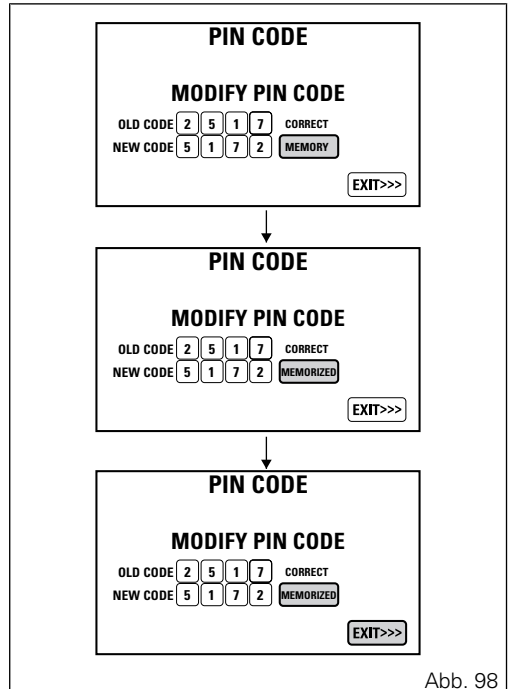 PIN CODE
MODIFY PIN CODE
OLD CODE 2 5 1 7 CORRECT
NEW CODE 5 1 7 2 MEMORY
EXIT>>>
PIN CODE
MODIFY PIN CODE
OLD CODE 2 5 1 7 CORRECT
NEW CODE 5 1 7 2 MEMORIZED
EXIT>>>
PIN CODE
MODIFY PIN CODE
OLD CODE 2 5 1 7 CORRECT
NEW CODE 5 1 7 2 MEMORIZED
EXIT>>>
Abb. 98